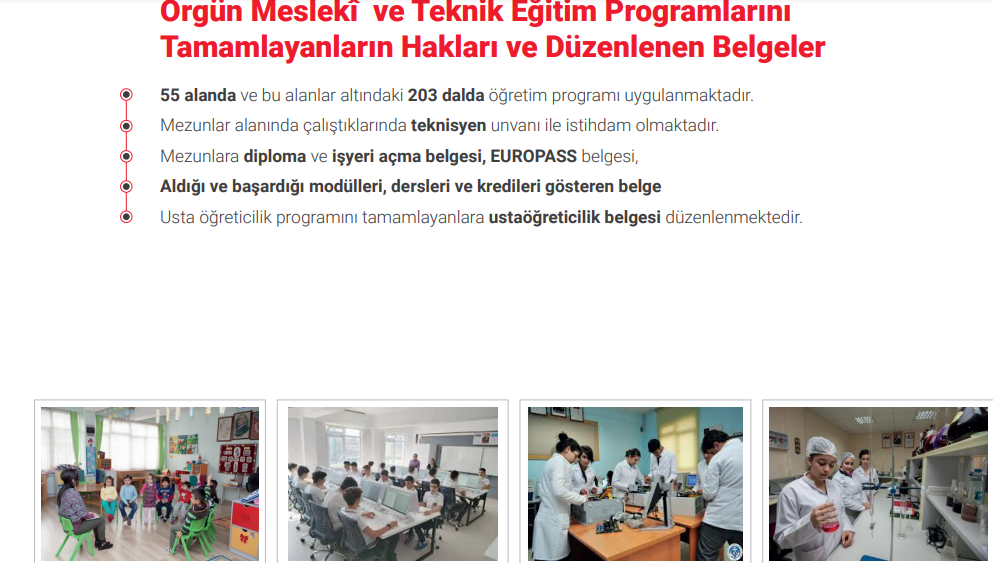 Örgün Meslekî ve Teknik Eğitim Programlarını
Tamamlayanların Hakları ve Düzenlenen Belgeler
55 alanda ve bu alanlar altındaki 203 dalda öğretim programı uygulanmaktadır.
Mezunlar alanında çalıştıklarında teknisyen unvanı ile istihdam olmaktadır.
Mezunlara diploma ve işyeri açma belgesi, EUROPASS belgesi,
Aldığı ve başardığı modülleri, dersleri ve kredileri gösteren belge
Usta öğreticilik programını tamamlayanlara ustaöğreticilik belgesi düzenlenmektedir.